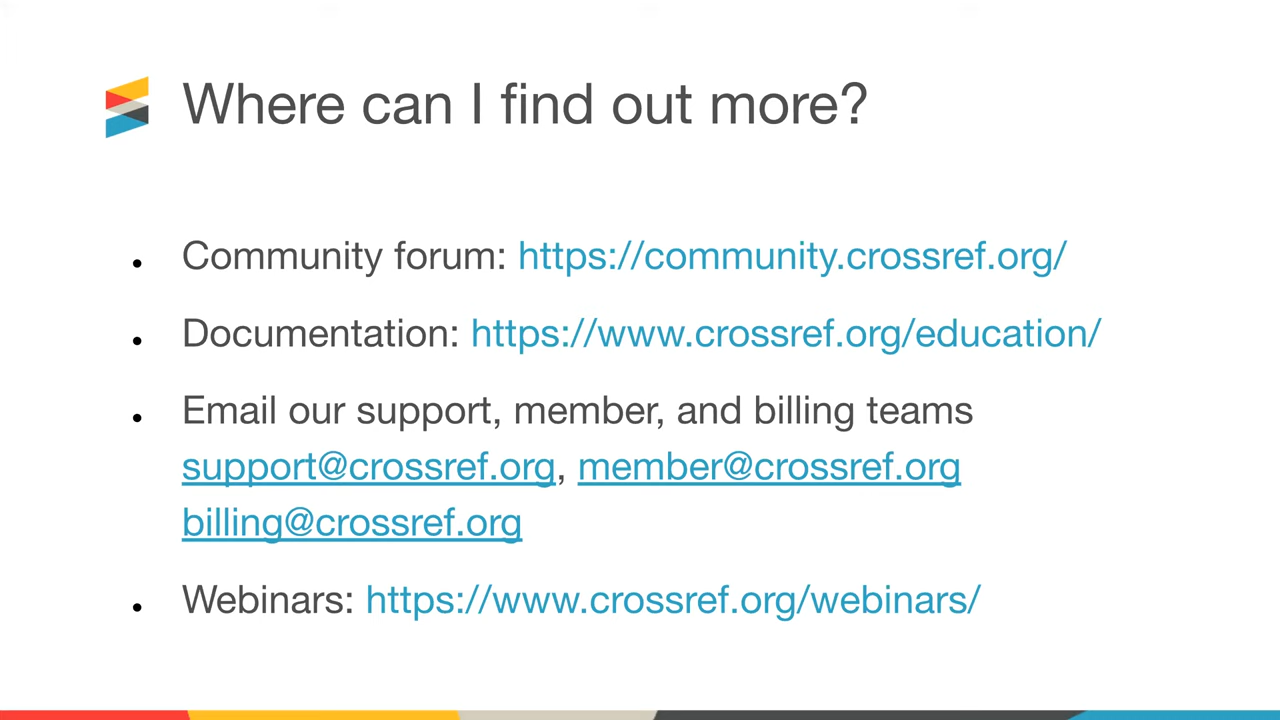 Where can I find out more?
Community forum: https://community.crossref.org/
Documentation: https://www.crossref.org/education/
Email our support, member, and billing teams
support@crossref.org, member@crossref.org
billing@crossref.org
Webinars: https://www.crossref.org/webinars/